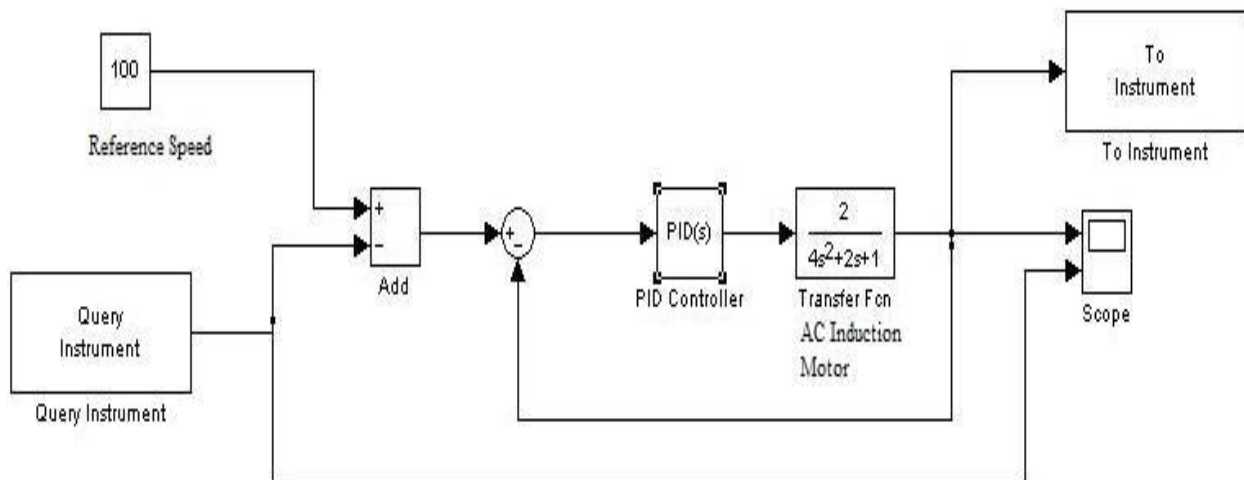 100
Reference Speed
Query
Instrument
Query Instrument
+
−
Add
+
−
PID(s)
PID Controller
2
4s²+2s+1
Transfer Fcn
AC Induction
Motor
To
Instrument
To Instrument
Scope